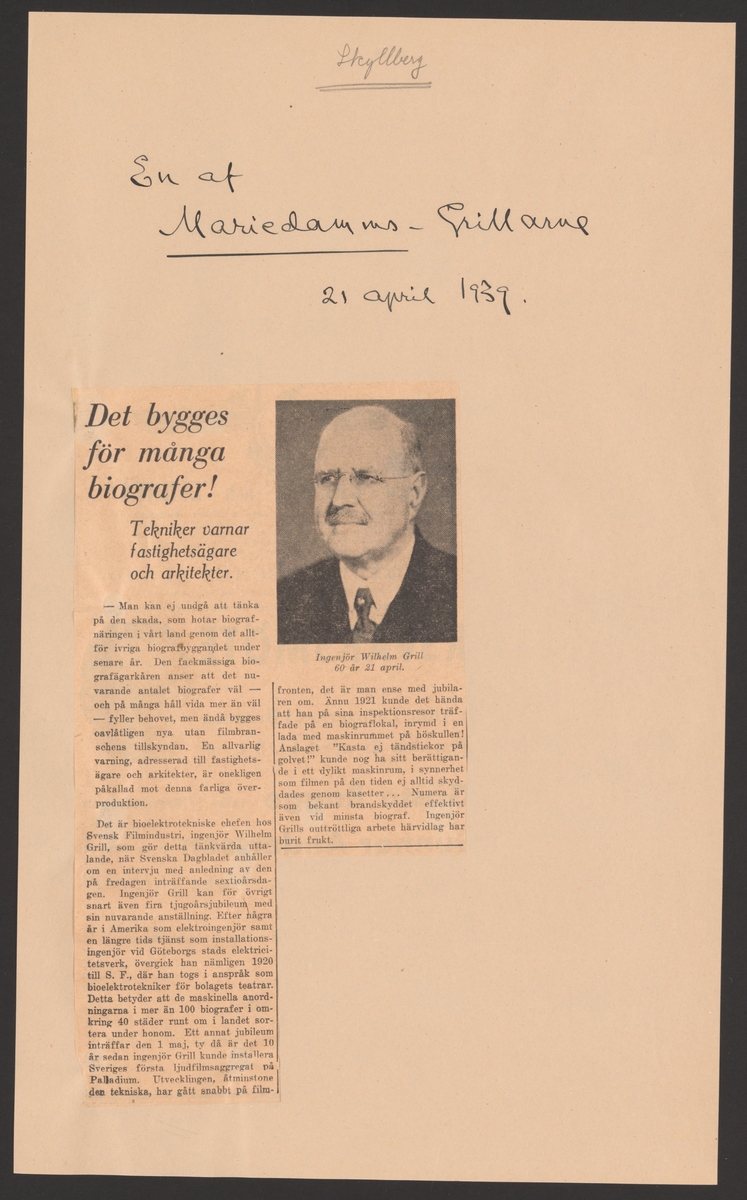 Skyllberg
En af
Mariedamms - Grillarne
21 april 1939.
Det bygges
för många
biografer!
Tekniker varnar
fastighetsägare
och arkitekter.
— Man kan ej undgå att tänka
på den skada, som hotar biograf-
näringen i vårt land genom det allt-
för ivriga biografbyggandet under
senare år. Den fackmässiga bio-
grafägarkåren anser att det nu-
varande antalet biografer väl —
och på många håll vida mer än väl
— fyller behovet, men ändå bygges
oavlåtligen nya utan filmbran-
schens tillskyndan. En allvarlig
varning, adresserad till fastighets-
ägare och arkitekter, är onekligen
påkallad mot denna farliga över-
produktion.
Det är bioelektrotekniske chefen hos
Svensk Filmindustri, ingenjör Wilhelm
Grill, som gör detta tänkvärda utta-
lande, när Svenska Dagbladet anhåller
om en intervju med anledning av den
på fredagen inträffande sextioårsda-
gen. Ingenjör Grill kan för övrigt
snart även fira tjugoårsjubileum med
sin nuvarande anställning. Efter några
år i Amerika som elektroingenjör samt
en längre tids tjänst som installations-
ingenjör vid Göteborgs stads elektrici-
tetsverk, övergick han nämligen 1920
till S. F., där han togs i anspråk som
bioelektrotekniker för bolagets teatrar.
Detta betyder att de maskinella anord-
ningarna i mer än 100 biografer i om-
kring 40 städer runt om i landet sor-
tera under honom. Ett annat jubileum
inträffar den 1 maj, ty då är det 10
år sedan ingenjör Grill kunde installera
Sveriges första ljudfilmsaggregat på
Palladium. Utvecklingen, åtminstone
den tekniska, har gått snabbt på film-
Ingenjör Wilhelm Grill
60 år 21 april.
fronten, det är man ense med jubila-
ren om. Ännu 1921 kunde det hända
att han på sina inspektionsresor träf-
fade på en biograflokal, inrymd i en
lada med maskinrummet på höskullen!
Anslaget "Kasta ej tändstickor på
golvet!" kunde nog ha sitt berättigan-
de i ett dylikt maskinrum, i synnerhet
som filmen på den tiden ej alltid skyd-
dades genom kasetter... Numera är
som bekant brandskyddet effektivt
även vid minsta biograf. Ingenjör
Grills outtröttliga arbete härvidlag har
burit frukt.